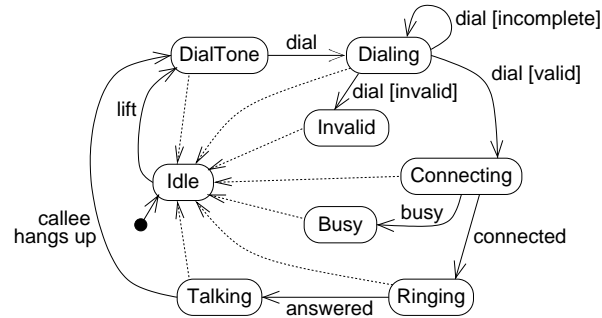 dial [incomplete]
dial
DialTone
Dialing
dial [valid]
dial [invalid]
lift
Invalid
Idle
Connecting
callee
hangs up
Busy
busy
connected
Talking
answered
Ringing